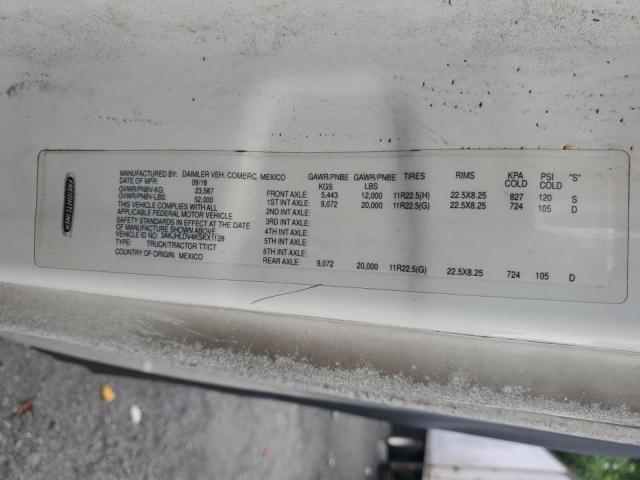 FREIGHTLINER
MANUFACTURED BY: DAIMLER VEH. COMERC. MEXICO
DATE OF MFR: 09/18
GVWR/PNBV-KG: 23,587
GVWR/PNBV-LBS: 52,000
THIS VEHICLE COMPLIES WITH ALL
APPLICABLE FEDERAL MOTOR VEHICLE
SAFETY STANDARDS IN EFFECT AT THE DATE
OF MANUFACTURE SHOWN ABOVE.
VEHICLE ID NO.: 3AKJHLDV4KSKX1128
TYPE: TRUCK/TRACTOR TT/CT
COUNTRY OF ORIGIN: MEXICO
GAWR/PNBE KGS GAWR/PNBE LBS TIRES RIMS KPA COLD PSI COLD "S"
FRONT AXLE: 5,443 12,000 11R22.5(H) 22.5X8.25 827 120 S
1ST INT AXLE: 9,072 20,000 11R22.5(G) 22.5X8.25 724 105 D
2ND INT AXLE:
3RD INT AXLE:
4TH INT AXLE:
5TH INT AXLE:
6TH INT AXLE:
REAR AXLE: 9,072 20,000 11R22.5(G) 22.5X8.25 724 105 D